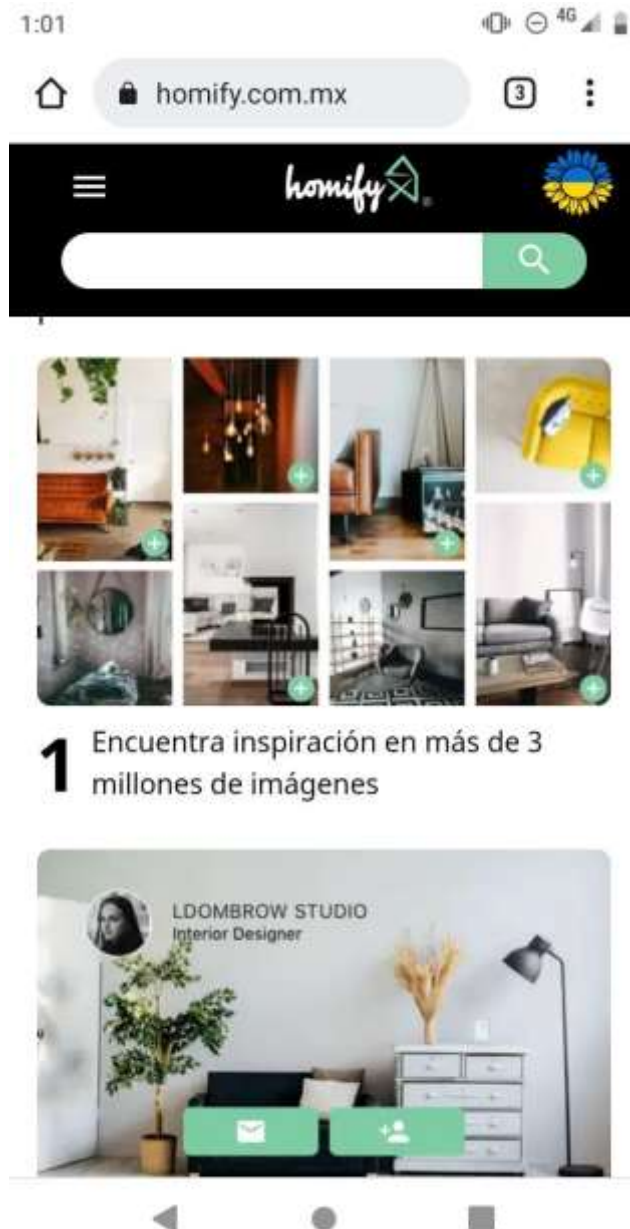 1:01
4G
homify.com.mx
3
homify
1
Encuentra inspiración en más de 3
millones de imágenes
LDOMBROW STUDIO
Interior Designer